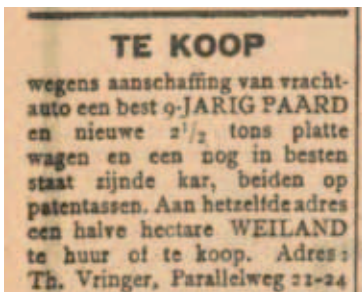 TE KOOP
wegens aanschaffing van vracht-
auto een best 9-JARIG PAARD
en nieuwe 2¹/₂ tons platte
wagen en een nog in besten
staat zijnde kar, beiden op
patentassen. Aan hetzelfde adres
een halve hectare WEILAND
te huur of te koop. Adres:
Th. Vringer, Parallelweg 21-24